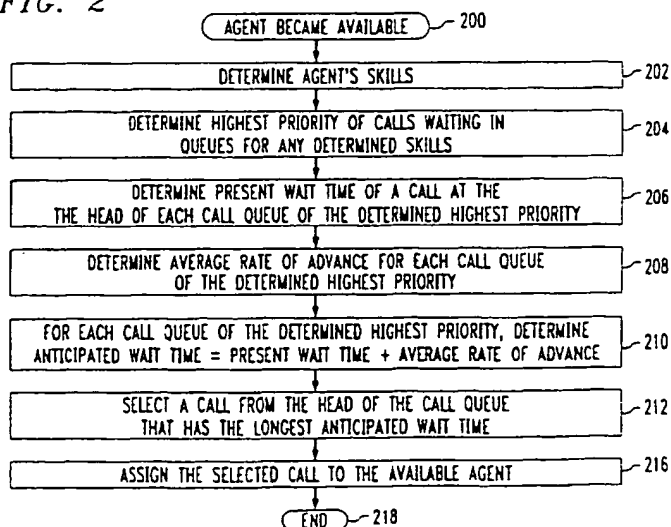 FIG. 2
AGENT BECAME AVAILABLE 200
DETERMINE AGENT'S SKILLS 202
DETERMINE HIGHEST PRIORITY OF CALLS WAITING IN
QUEUES FOR ANY DETERMINED SKILLS 204
DETERMINE PRESENT WAIT TIME OF A CALL AT THE
THE HEAD OF EACH CALL QUEUE OF THE DETERMINED HIGHEST PRIORITY 206
DETERMINE AVERAGE RATE OF ADVANCE FOR EACH CALL QUEUE
OF THE DETERMINED HIGHEST PRIORITY 208
FOR EACH CALL QUEUE OF THE DETERMINED HIGHEST PRIORITY, DETERMINE
ANTICIPATED WAIT TIME = PRESENT WAIT TIME + AVERAGE RATE OF ADVANCE 210
SELECT A CALL FROM THE HEAD OF THE CALL QUEUE
THAT HAS THE LONGEST ANTICIPATED WAIT TIME 212
ASSIGN THE SELECTED CALL TO THE AVAILABLE AGENT 216
END 218